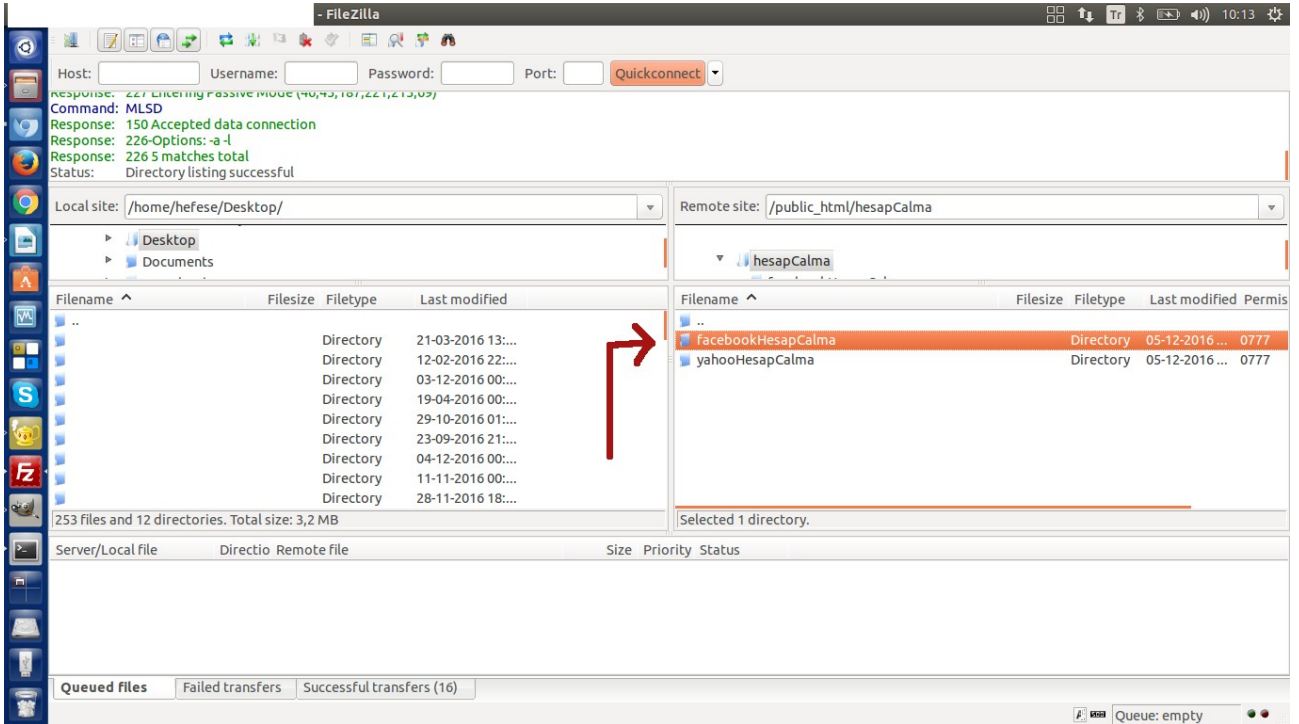 - FileZilla
Tr
10:13
Host: Username: Password: Port: Quickconnect
Response: 227 Entering Passive Mode
Command: MLSD
Response: 150 Accepted data connection
Response: 226-Options: -a -l
Response: 226 5 matches total
Status: Directory listing successful
Local site: /home/hefese/Desktop/
Desktop
Documents
Remote site: /public_html/hesapCalma
hesapCalma
Filename Filesize Filetype Last modified
..
Directory 21-03-2016 13:...
Directory 12-02-2016 22:...
Directory 03-12-2016 00:...
Directory 19-04-2016 00:...
Directory 29-10-2016 01:...
Directory 23-09-2016 21:...
Directory 04-12-2016 00:...
Directory 11-11-2016 00:...
Directory 28-11-2016 18:...
253 files and 12 directories. Total size: 3,2 MB
Filename Filesize Filetype Last modified Permis
..
facebookHesapCalma Directory 05-12-2016 ... 0777
yahooHesapCalma Directory 05-12-2016 ... 0777
Selected 1 directory.
Server/Local file Directio Remote file Size Priority Status
Queued files Failed transfers Successful transfers (16)
Queue: empty